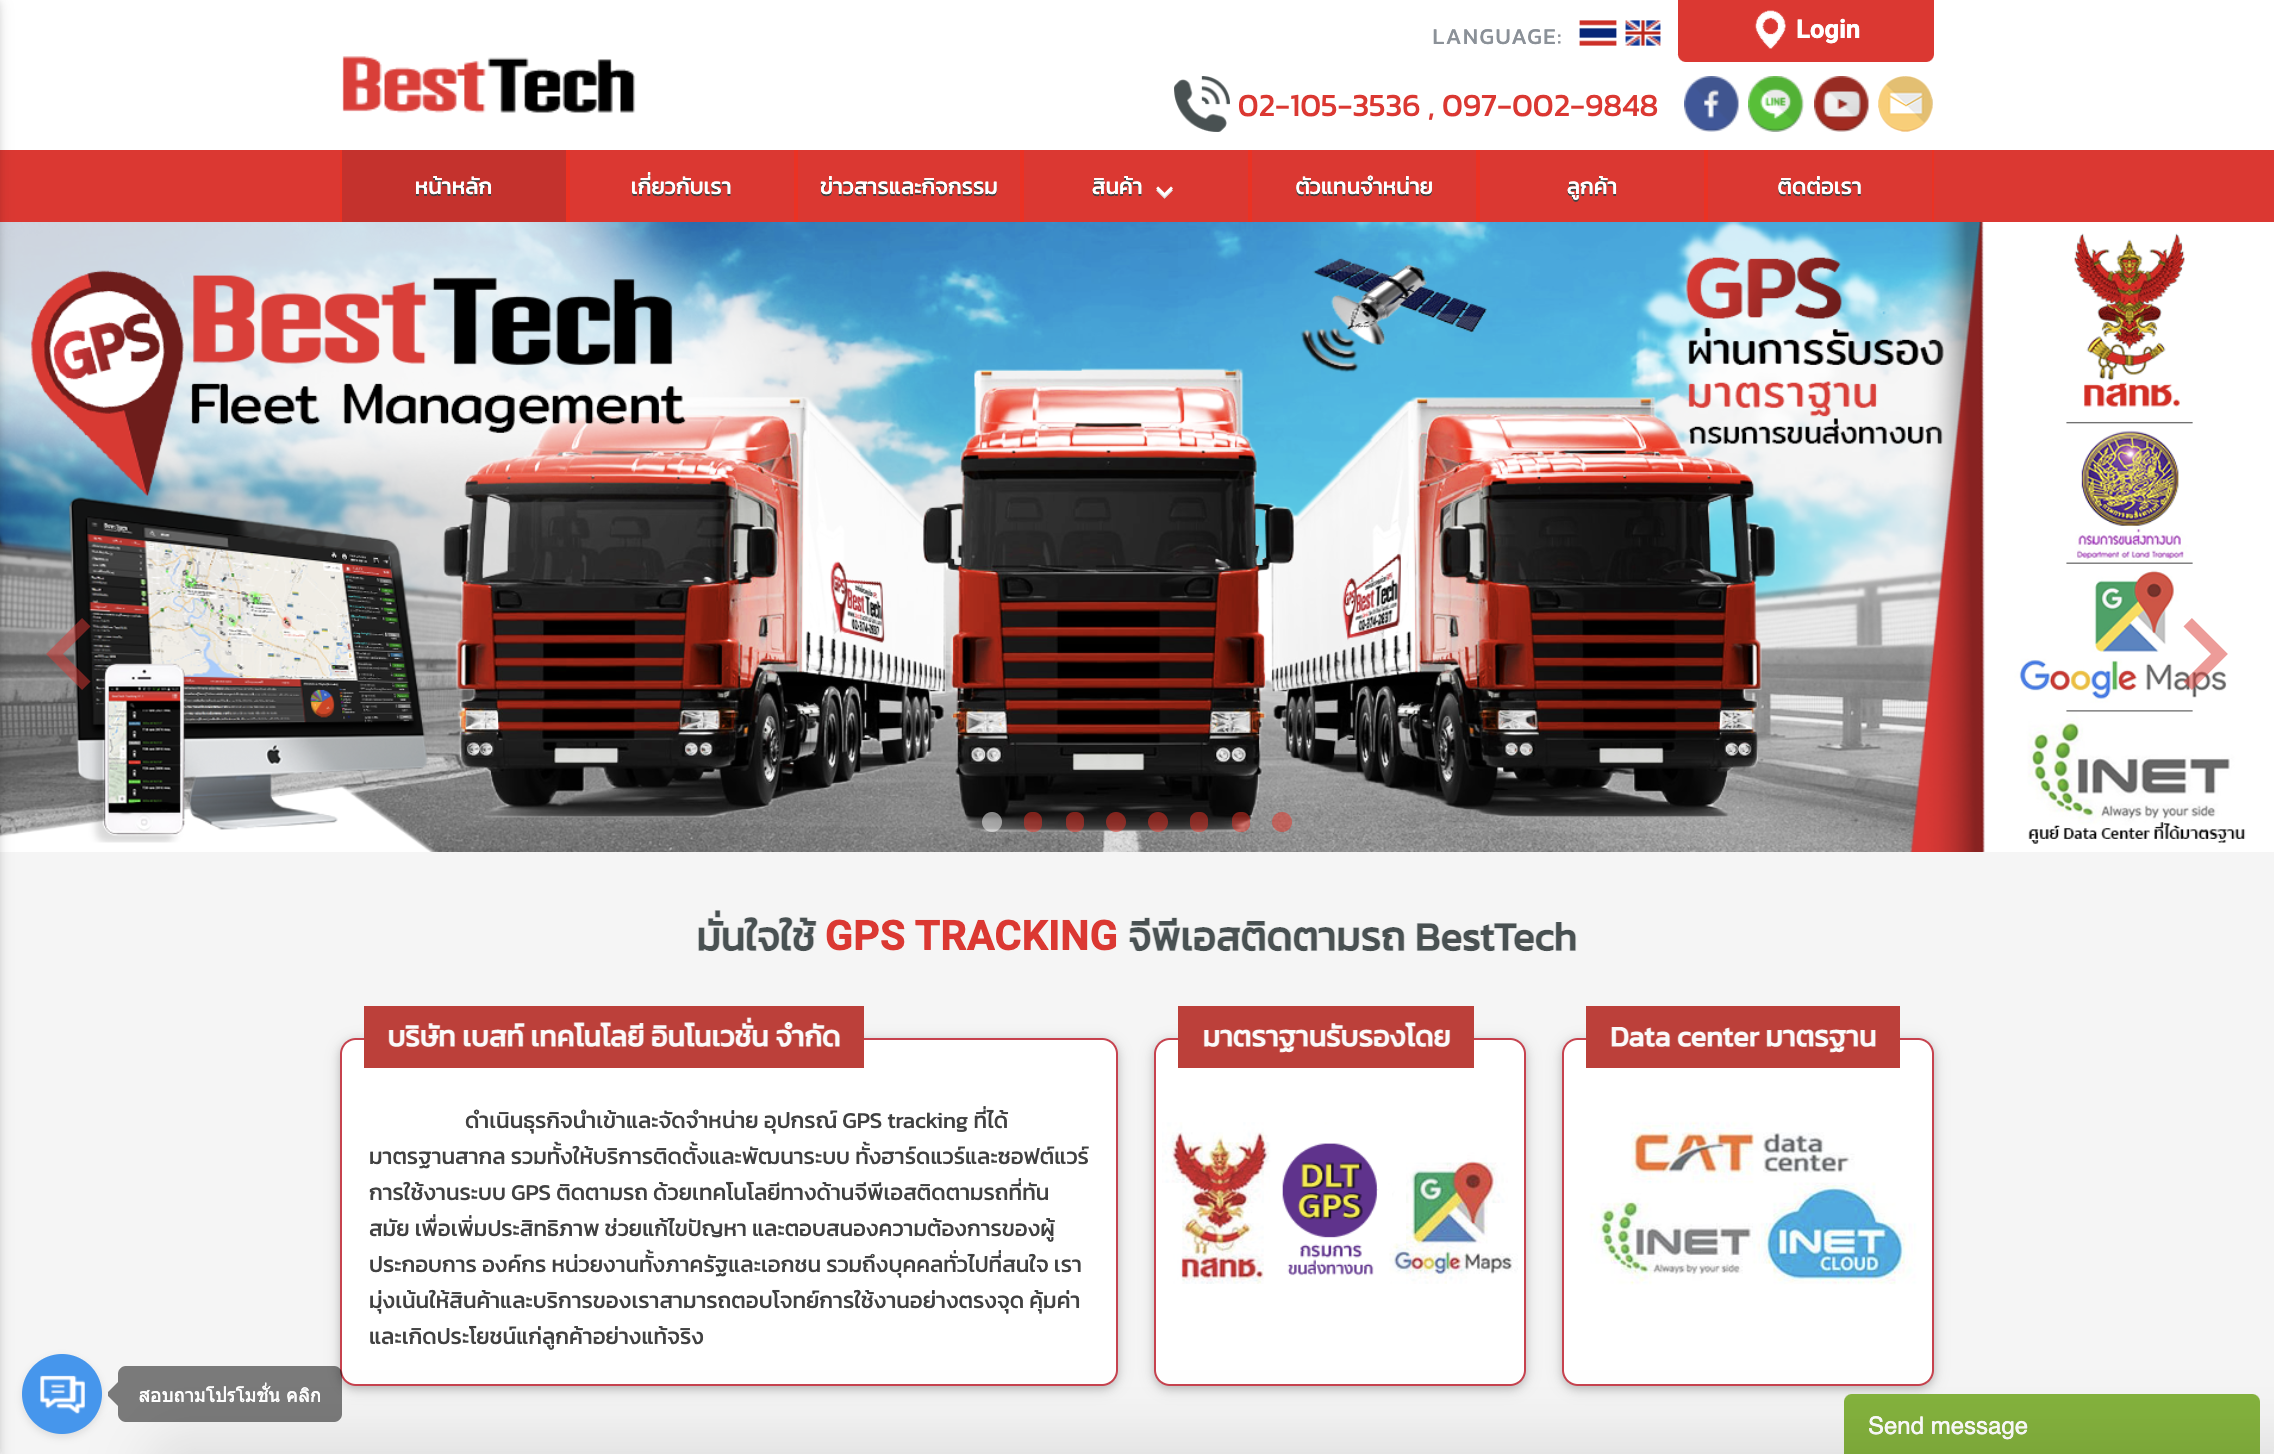 LANGUAGE:
Login
BestTech
02-105-3536 , 097-002-9848
LINE
หน้าหลัก
เกี่ยวกับเรา
ข่าวสารและกิจกรรม
สินค้า
ตัวแทนจำหน่าย
ลูกค้า
ติดต่อเรา
GPS
BestTech
Fleet Management
GPS
ผ่านการรับรอง
มาตราฐาน
กรมการขนส่งทางบก
กสทช.
กรมการขนส่งทางบก
Department of Land Transport
G
Google Maps
INET
Always by your side
ศูนย์ Data Center ที่ได้มาตรฐาน
GPS
BestTech
02-374-2837
GPS
BestTech
02-374-2837
มั่นใจใช้ GPS TRACKING จีพีเอสติดตามรถ BestTech
บริษัท เบสท์ เทคโนโลยี อินโนเวชั่น จำกัด
ดำเนินธุรกิจนำเข้าและจัดจำหน่าย อุปกรณ์ GPS tracking ที่ได้
มาตรฐานสากล รวมทั้งให้บริการติดตั้งและพัฒนาระบบ ทั้งฮาร์ดแวร์และซอฟต์แวร์
การใช้งานระบบ GPS ติดตามรถ ด้วยเทคโนโลยีทางด้านจีพีเอสติดตามรถที่ทัน
สมัย เพื่อเพิ่มประสิทธิภาพ ช่วยแก้ไขปัญหา และตอบสนองความต้องการของผู้
ประกอบการ องค์กร หน่วยงานทั้งภาครัฐและเอกชน รวมถึงบุคคลทั่วไปที่สนใจ เรา
มุ่งเน้นให้สินค้าและบริการของเราสามารถตอบโจทย์การใช้งานอย่างตรงจุด คุ้มค่า
และเกิดประโยชน์แก่ลูกค้าอย่างแท้จริง
มาตราฐานรับรองโดย
กสทช.
DLT
GPS
กรมการ
ขนส่งทางบก
G
Google Maps
Data center มาตรฐาน
CAT data
center
INET
Always by your side
INET
CLOUD
สอบถามโปรโมชั่น คลิก
Send message